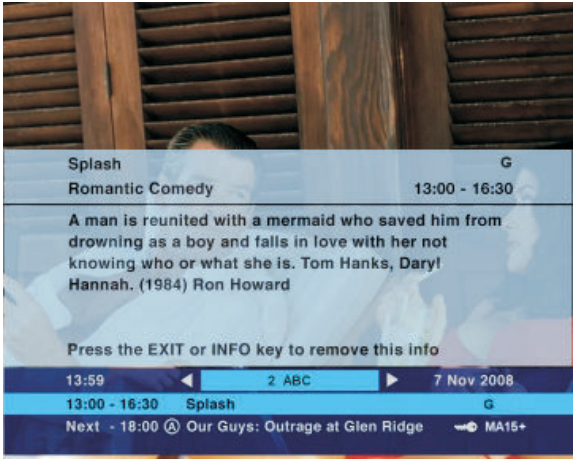 Splash G
Romantic Comedy 13:00 - 16:30
A man is reunited with a mermaid who saved him from
drowning as a boy and falls in love with her not
knowing who or what she is. Tom Hanks, Daryl
Hannah. (1984) Ron Howard
Press the EXIT or INFO key to remove this info
13:59 ◀ 2 ABC ▶ 7 Nov 2008
13:00 - 16:30 Splash G
Next - 18:00 Ⓐ Our Guys: Outrage at Glen Ridge MA15+